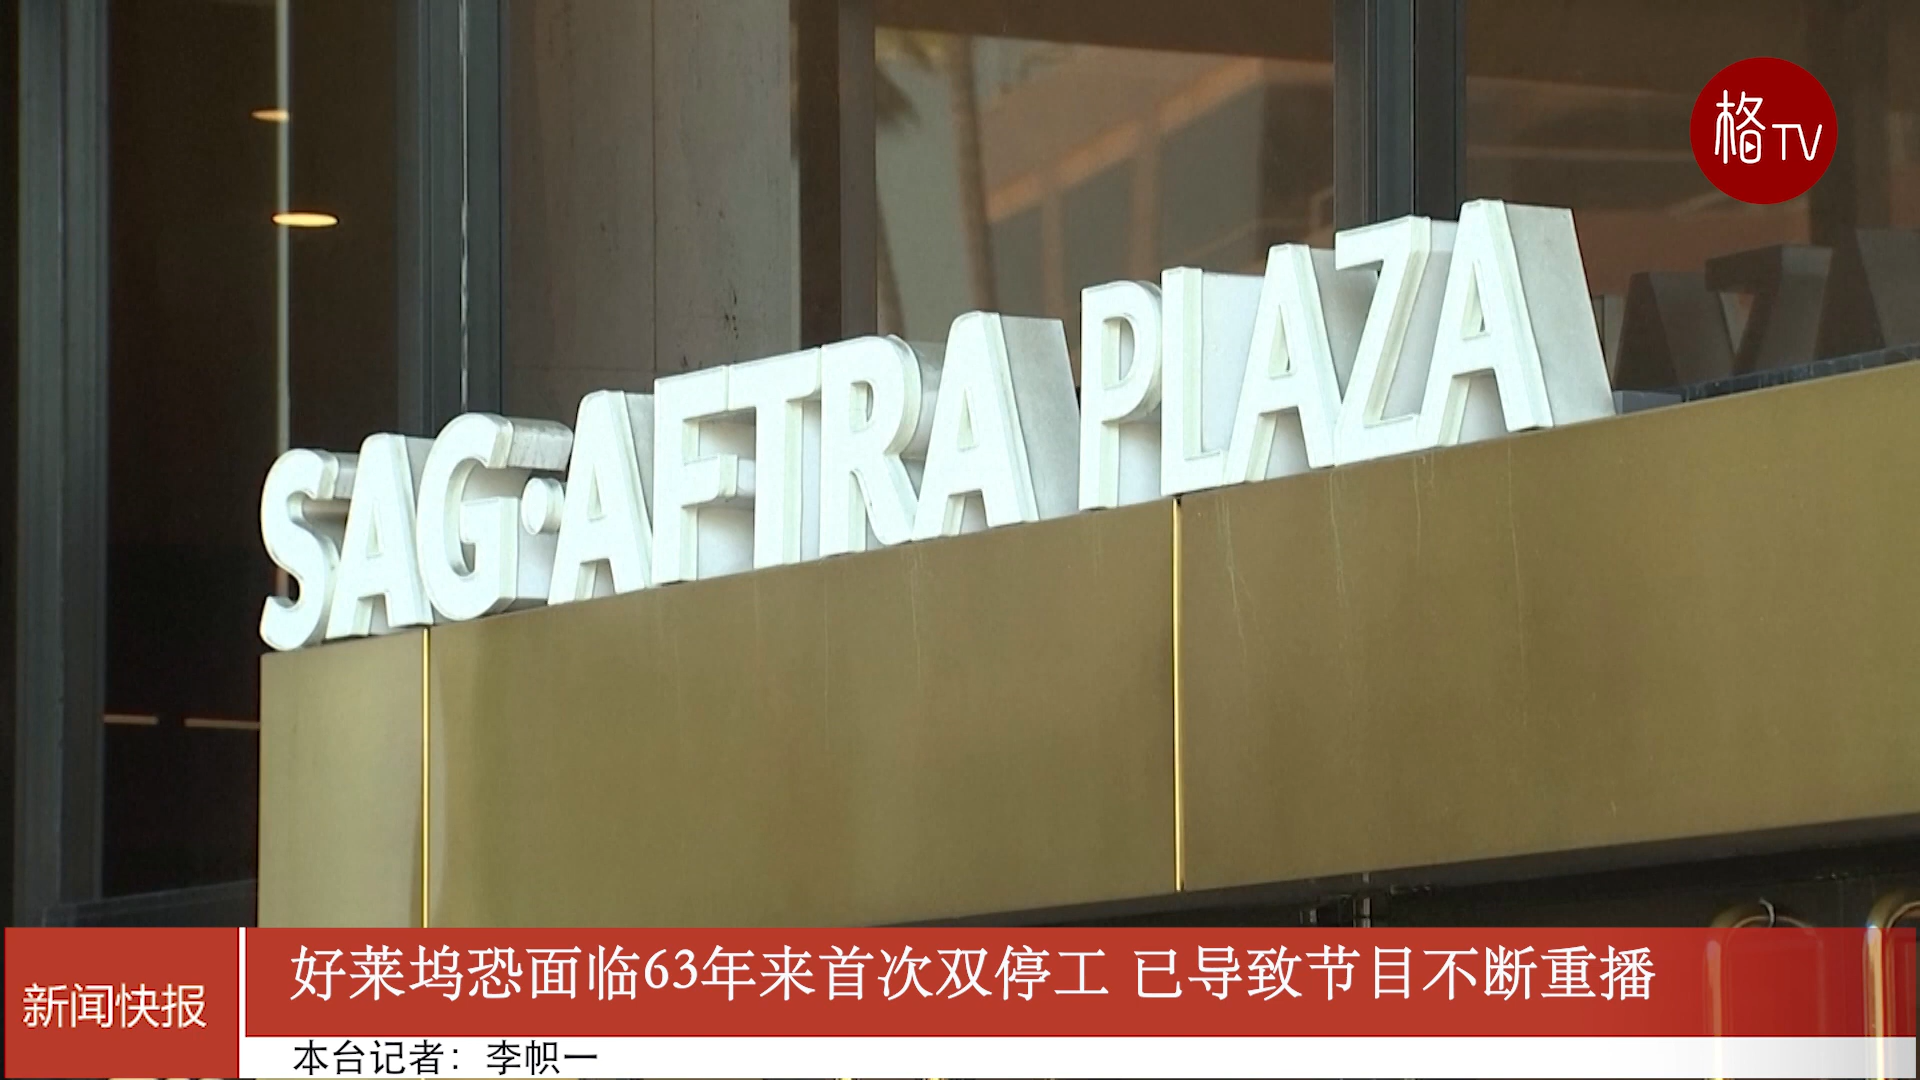 格TV
SAG·AFTRA PLAZA
好莱坞恐面临63年来首次双停工 已导致节目不断重播
新闻快报
本台记者：李帜一